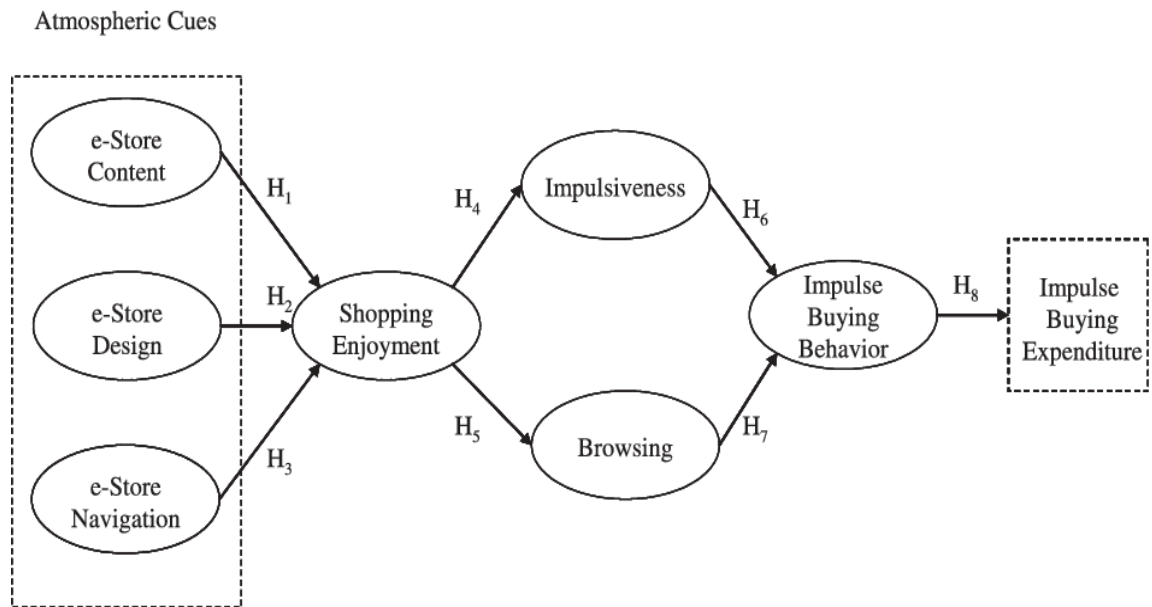 Atmospheric Cues
e-Store
Content
H₁
e-Store
Design
H₂
e-Store
Navigation
H₃
Shopping
Enjoyment
H₄
H₅
Impulsiveness
Browsing
H₆
H₇
Impulse
Buying
Behavior
H₈
Impulse
Buying
Expenditure